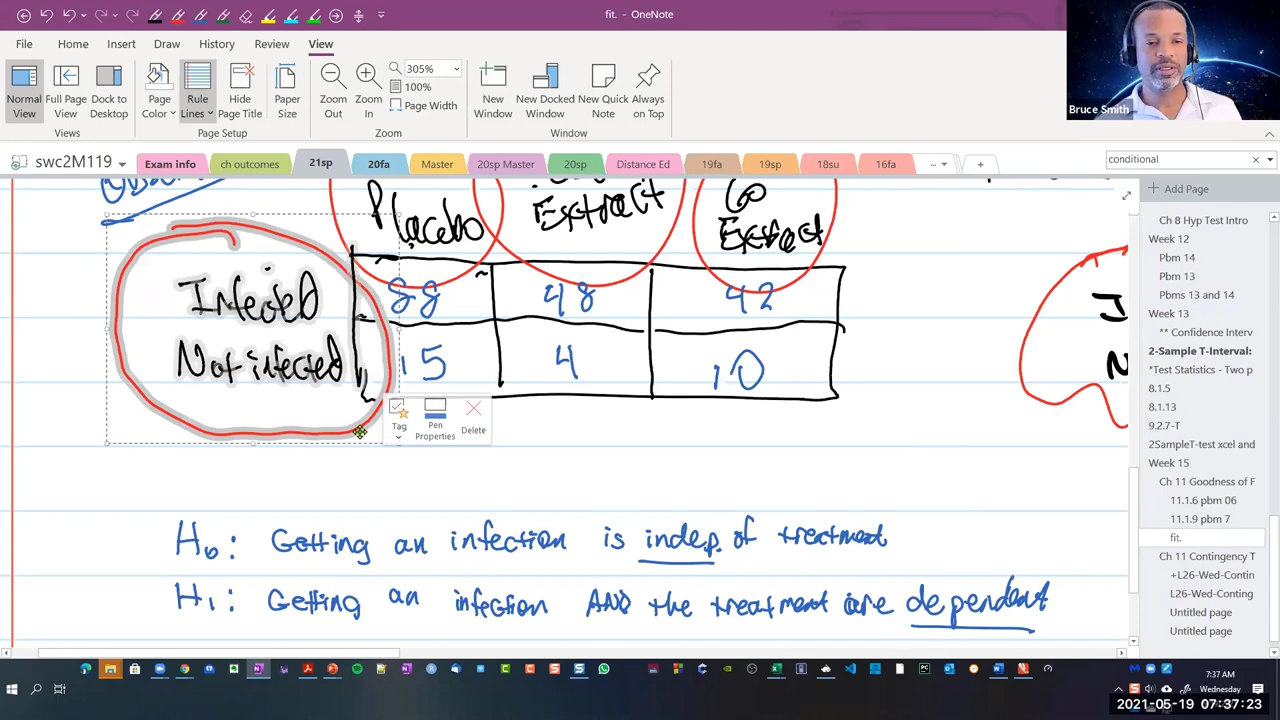 fit. - OneNote
File Home Insert Draw History Review View
Normal View
Full Page View
Dock to Desktop
Views
Page Color
Rule Lines
Hide Page Title
Paper Size
Page Setup
Zoom Out
Zoom In
305%
100%
Page Width
Zoom
New Window
New Docked Window
New Quick Note
Always on Top
Window
Bruce Smith
swc2M119 Exam info ch outcomes 21sp 20fa Master 20sp Master 20sp Distance Ed 19fa 19sp 18su 16fa ... +
conditional
Add Page
Ch 8 Hyp Test Intro
Week 12
Pbm 14
Pbm 13
Pbms 13 and 14
Week 13
** Confidence Interv
2-Sample T-Interval:
*Test Statistics - Two p
8.1.5
8.1.13
9.2.7-T
2SampleT-test xcel and
Week 15
Ch 11 Goodness of F
11.1.6 pbm 06
11.1.9 pbm 7
fit.
Ch 11 Contingency T
+L26-Wed-Contin
L26-Wed-Conting
Untitled page
Untitled page
Placebo Extract Extract
Infected 88 48 42
Not infected 15 4 10
Tag
Pen Properties
Delete
H₀: Getting an infection is indep. of treatment
H₁: Getting an infection AND the treatment are dependent
7:37 AM
Wednesday
2021-05-19 07:37:23